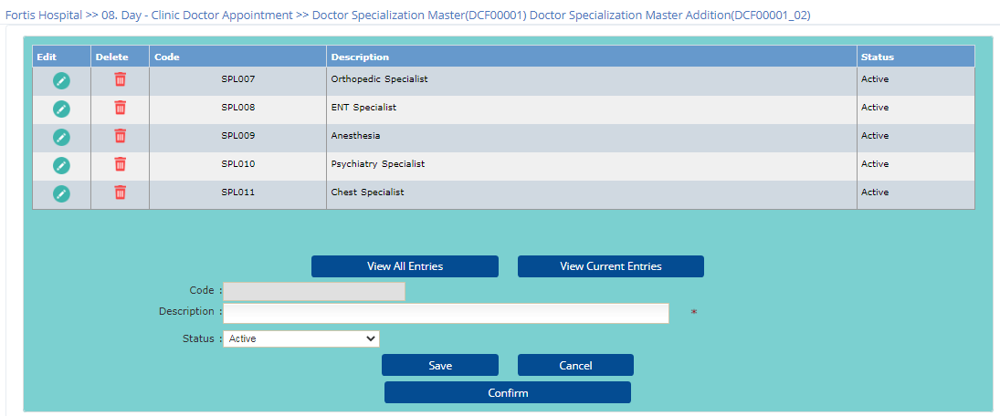 Fortis Hospital >> 08. Day - Clinic Doctor Appointment >> Doctor Specialization Master(DCF00001) Doctor Specialization Master Addition(DCF00001_02)
Edit Delete Code Description Status
SPL007 Orthopedic Specialist Active
SPL008 ENT Specialist Active
SPL009 Anesthesia Active
SPL010 Psychiatry Specialist Active
SPL011 Chest Specialist Active
View All Entries View Current Entries
Code :
Description : *
Status : Active
Save Cancel
Confirm